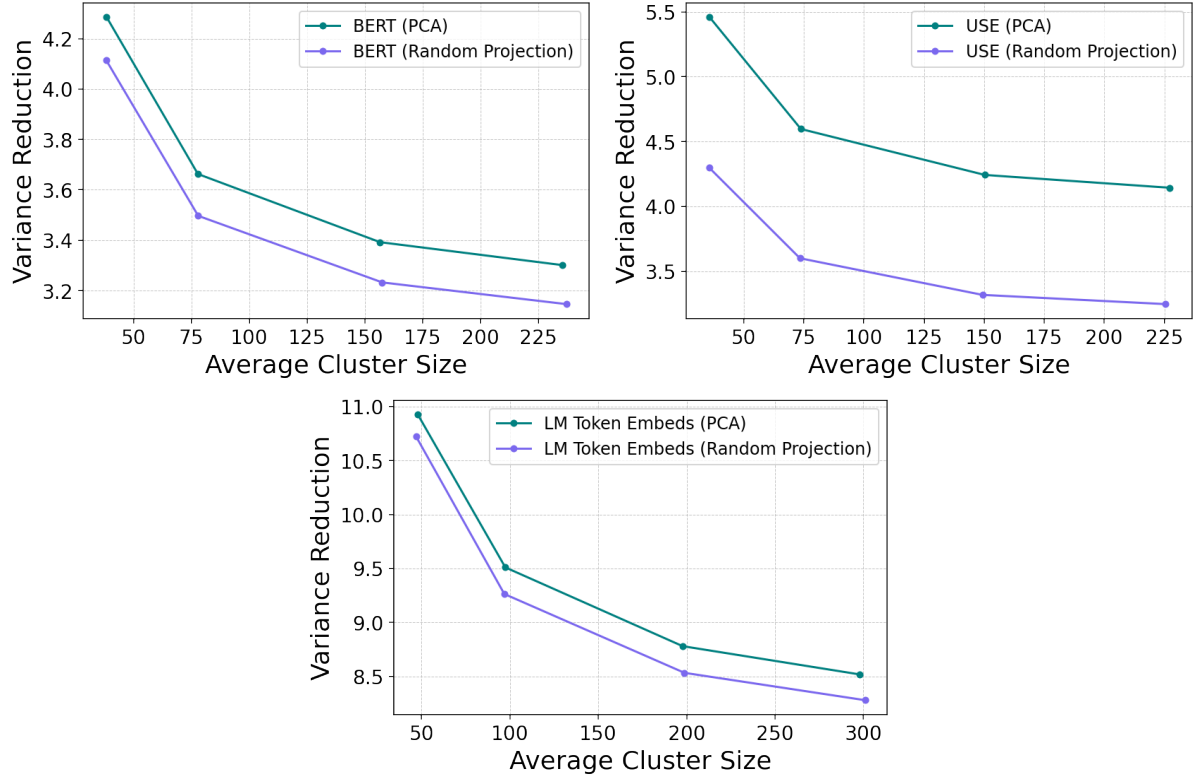 Variance Reduction
4.2
4.0
3.8
3.6
3.4
3.2
BERT (PCA)
BERT (Random Projection)
50 75 100 125 150 175 200 225
Average Cluster Size
Variance Reduction
5.5
5.0
4.5
4.0
3.5
USE (PCA)
USE (Random Projection)
50 75 100 125 150 175 200 225
Average Cluster Size
Variance Reduction
11.0
10.5
10.0
9.5
9.0
8.5
LM Token Embeds (PCA)
LM Token Embeds (Random Projection)
50 100 150 200 250 300
Average Cluster Size